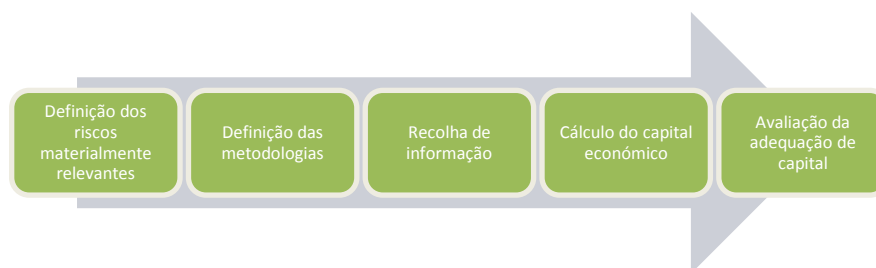 Definição dos
riscos
materialmente
relevantes
Definição das
metodologias
Recolha de
informação
Cálculo do capital
económico
Avaliação da
adequação de
capital